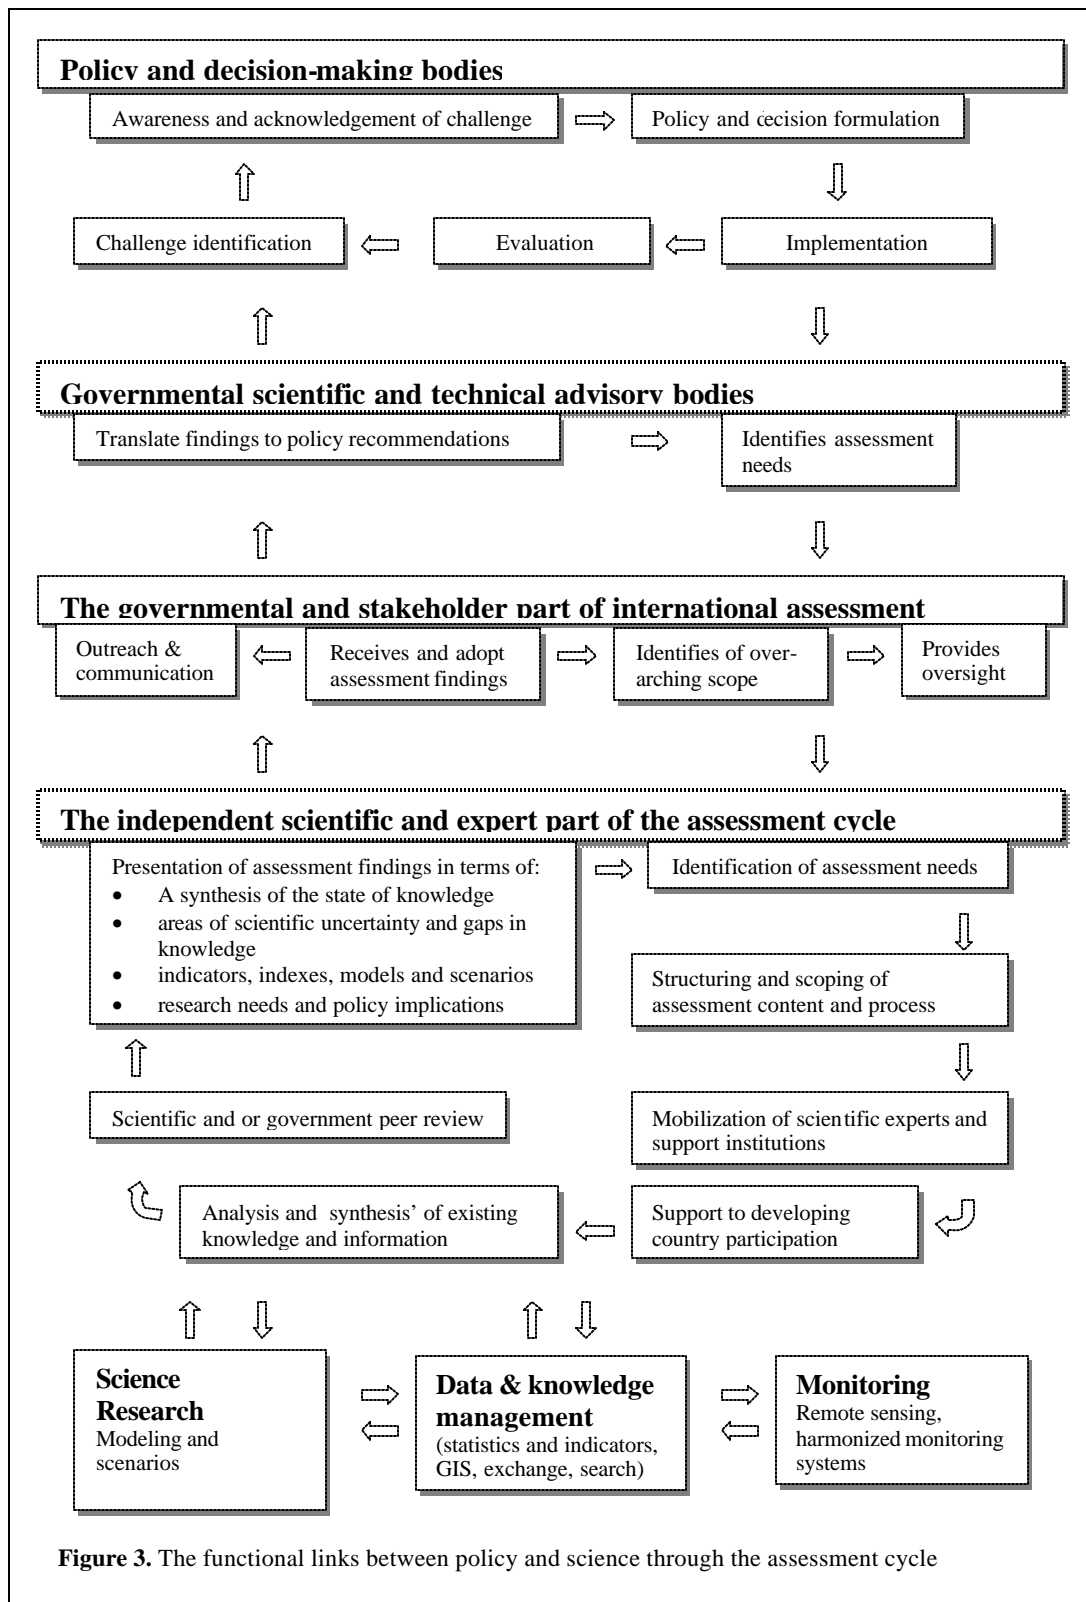 Policy and decision-making bodies
Awareness and acknowledgement of challenge
Policy and decision formulation
Challenge identification
Evaluation
Implementation
Governmental scientific and technical advisory bodies
Translate findings to policy recommendations
Identifies assessment
needs
The governmental and stakeholder part of international assessment
Outreach &
communication
Receives and adopt
assessment findings
Identifies of over-
arching scope
Provides
oversight
The independent scientific and expert part of the assessment cycle
Presentation of assessment findings in terms of:
• A synthesis of the state of knowledge
• areas of scientific uncertainty and gaps in
knowledge
• indicators, indexes, models and scenarios
• research needs and policy implications
Identification of assessment needs
Structuring and scoping of
assessment content and process
Scientific and or government peer review
Mobilization of scientific experts and
support institutions
Analysis and synthesis’ of existing
knowledge and information
Support to developing
country participation
Science
Research
Modeling and
scenarios
Data & knowledge
management
(statistics and indicators,
GIS, exchange, search)
Monitoring
Remote sensing,
harmonized monitoring
systems
Figure 3. The functional links between policy and science through the assessment cycle